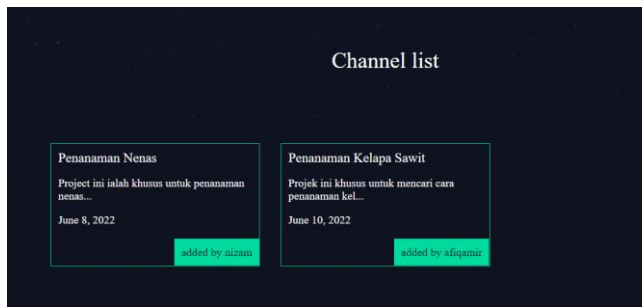 Channel list
Penanaman Nenas
Project ini ialah khusus untuk penanaman
nenas...
June 8, 2022
added by nizam
Penanaman Kelapa Sawit
Projek ini khusus untuk mencari cara
penanaman kel...
June 10, 2022
added by afiqamir